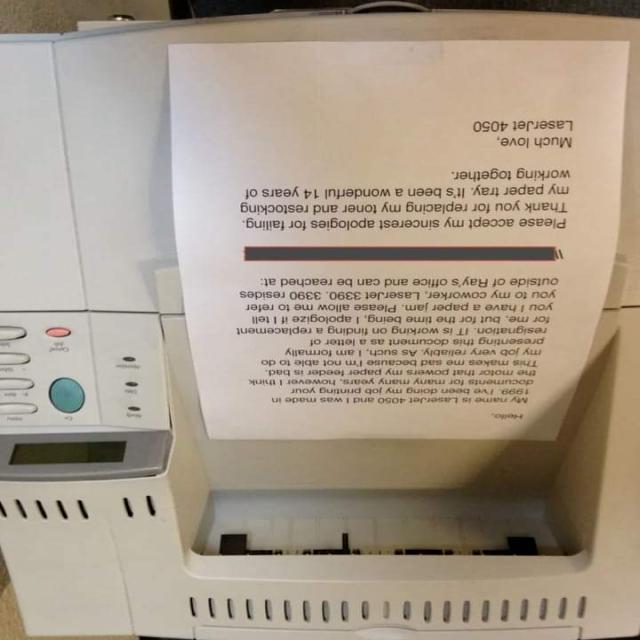 Hello,
My name is LaserJet 4050 and I was made in
1999. I've been doing my job printing your
documents for many many years, however I think
the motor that powers my paper feeder is bad.
This makes me sad because I'm not able to do
my job very reliably. As such, I am formally
presenting this document as a letter of
resignation. IT is working on finding a replacement
for me, but for the time being, I apologize if I tell
you I have a paper jam. Please allow me to refer
you to my coworker, LaserJet 3390. 3390 resides
outside of Ray's office and can be reached at:
\\
Please accept my sincerest apologies for failing.
Thank you for replacing my toner and restocking
my paper tray. It's been a wonderful 14 years of
working together.
Much love,
LaserJet 4050
Cancel
Job
Go
Ready
Data
Attention